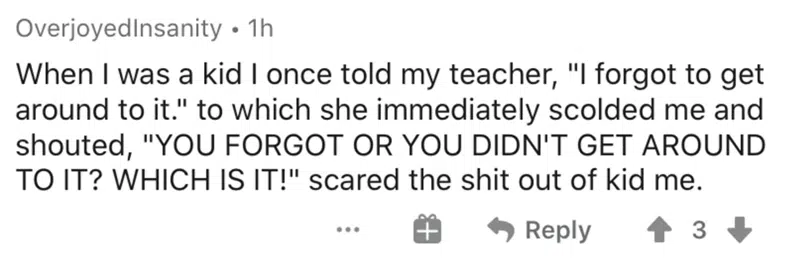 OverjoyedInsanity • 1h
When I was a kid I once told my teacher, "I forgot to get
around to it." to which she immediately scolded me and
shouted, "YOU FORGOT OR YOU DIDN'T GET AROUND
TO IT? WHICH IS IT!" scared the shit out of kid me.
... Reply 3